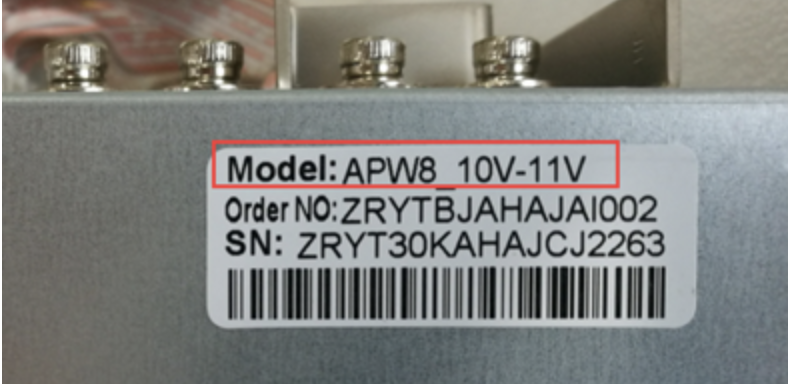 Model: APW8_10V-11V
Order NO: ZRYTBJAHAJAI002
SN: ZRYT30KAHAJCJ2263